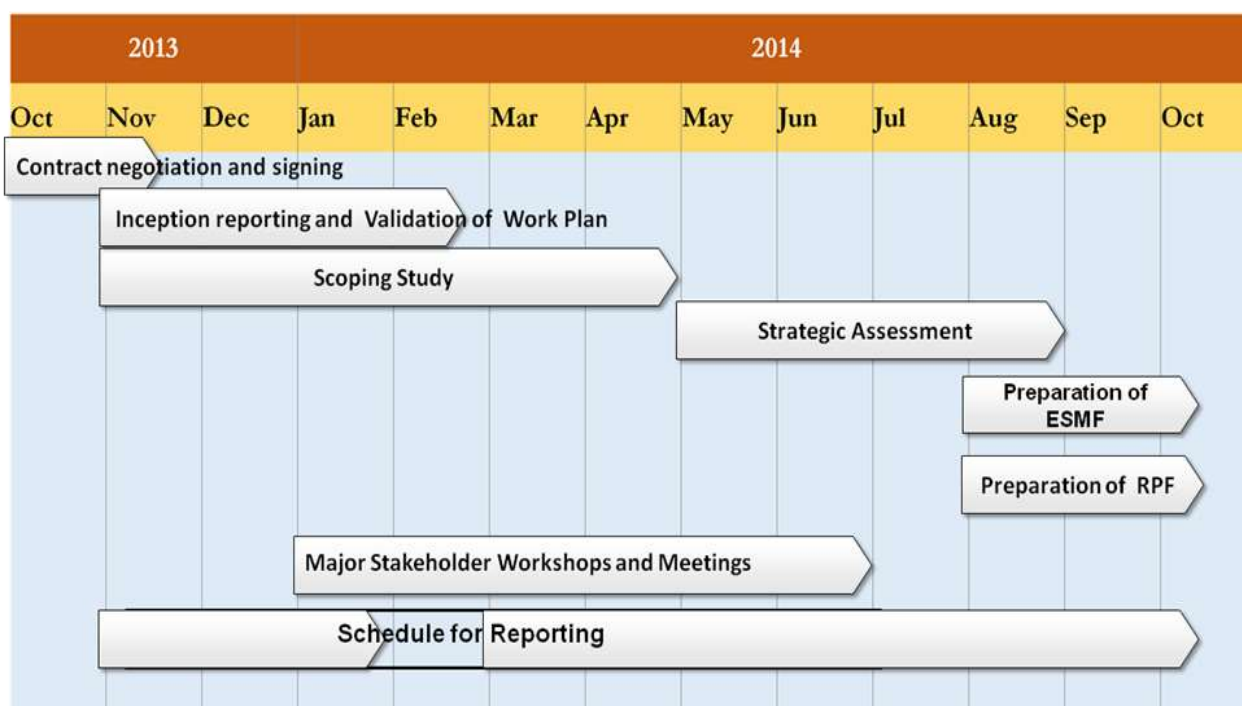 2013 2014
Oct Nov Dec Jan Feb Mar Apr May Jun Jul Aug Sep Oct
Contract negotiation and signing
Inception reporting and Validation of Work Plan
Scoping Study
Strategic Assessment
Preparation of
ESMF
Preparation of RPF
Major Stakeholder Workshops and Meetings
Schedule for Reporting